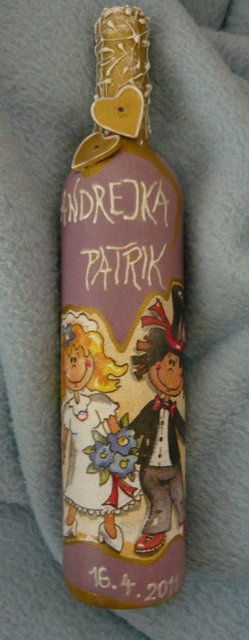 ANDREJKA
PATRIK
16.4.2011